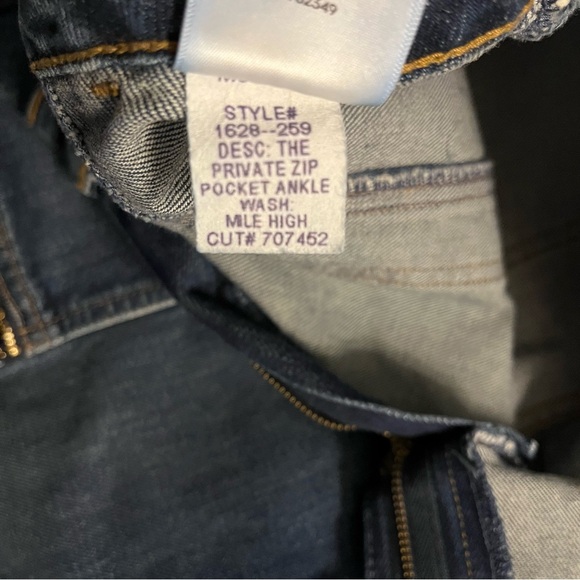 STYLE#
1628--259
DESC: THE
PRIVATE ZIP
POCKET ANKLE
WASH:
MILE HIGH
CUT# 707452